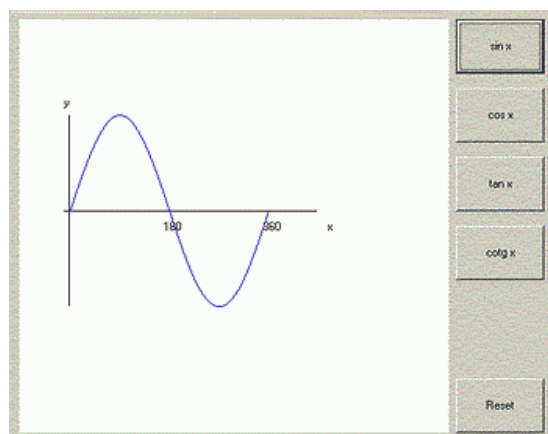 sin x
cos x
y
tan x
180
360
x
cotg x
Reset